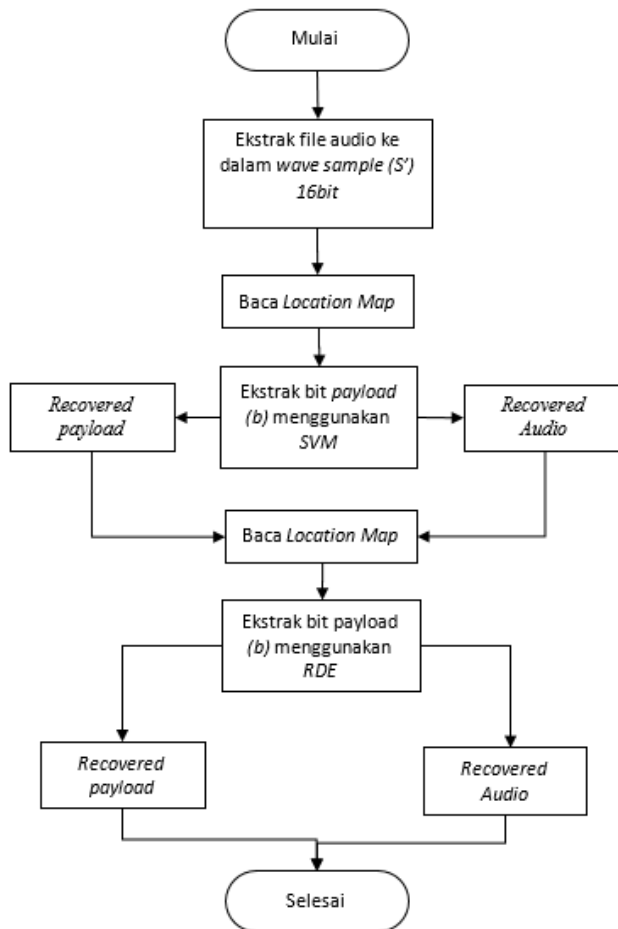 Mulai
Ekstrak file audio ke
dalam wave sample (S')
16bit
Baca Location Map
Recovered
payload
Ekstrak bit payload
(b) menggunakan
SVM
Recovered
Audio
Baca Location Map
Ekstrak bit payload
(b) menggunakan
RDE
Recovered
payload
Recovered
Audio
Selesai